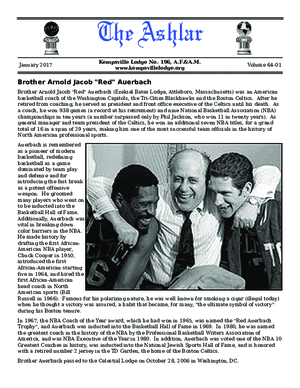 The Ashlar
Kempsville Lodge No. 196, A.F.&A.M.
January 2017
www.kempsvillelodge.org
Volume 64-01
Brother Arnold Jacob "Red" Auerbach
Brother Arnold Jacob "Red" Auerbach (Ezekiel Bates Lodge, Attleboro, Massachusetts) was an American
basketball coach of the Washington Capitols, the Tri-Cities Blackhawks and the Boston Celtics. After he
retired from coaching, he served as president and front office executive of the Celtics until his death. As
a coach, he won 938 games (a record at his retirement) and nine National Basketball Association (NBA)
championships in ten years (a number surpassed only by Phil Jackson, who won 11 in twenty years). As
general manager and team president of the Celtics, he won an additional seven NBA titles, for a grand
total of 16 in a span of 29 years, making him one of the most successful team officials in the history of
North American professional sports.
Auerbach is remembered
as a pioneer of modern
basketball, redefining
basketball as a game
dominated by team play
and defense and for
introducing the fast break
as a potent offensive
weapon. He groomed
many players who went on
to be inducted into the
Basketball Hall of Fame.
Additionally, Auerbach was
vital in breaking down
color barriers in the NBA.
He made history by
drafting the first African-
American NBA player,
Chuck Cooper in 1950,
introduced the first
African-American starting
five in 1964, and hired the
first African-American
head coach in North
American sports (Bill
Russell in 1966). Famous for his polarizing nature, he was well known for smoking a cigar (illegal today)
when he thought a victory was assured, a habit that became, for many, "the ultimate symbol of victory"
during his Boston tenure.
In 1967, the NBA Coach of the Year award, which he had won in 1965, was named the "Red Auerbach
Trophy", and Auerbach was inducted into the Basketball Hall of Fame in 1969. In 1980, he was named
the greatest coach in the history of the NBA by the Professional Basketball Writers Association of
America, and was NBA Executive of the Year in 1980. In addition, Auerbach was voted one of the NBA 10
Greatest Coaches in history, was inducted into the National Jewish Sports Hall of Fame, and is honored
with a retired number 2 jersey in the TD Garden, the home of the Boston Celtics.
Brother Auerbach passed to the Celestial Lodge on October 28, 2006 in Washington, DC.